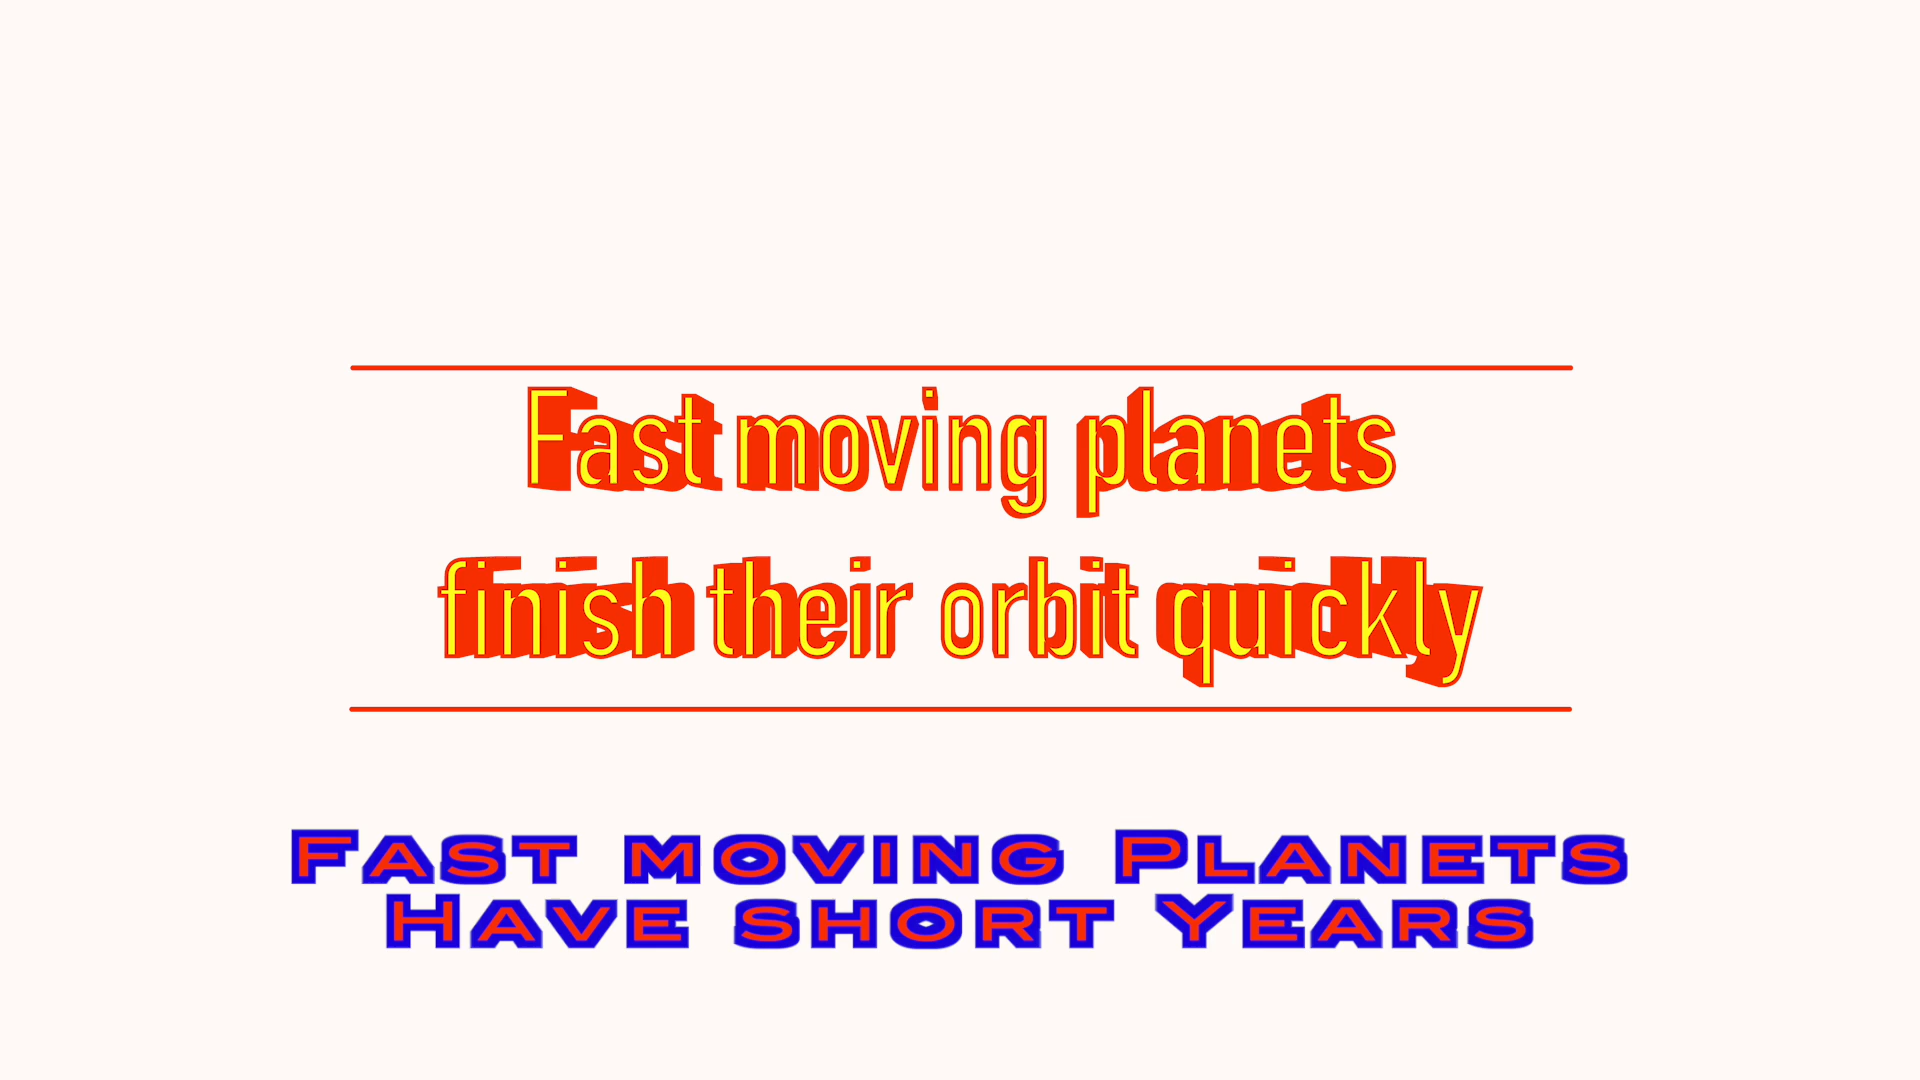 Fast moving planets
finish their orbit quickly
Fast moving Planets
Have short Years